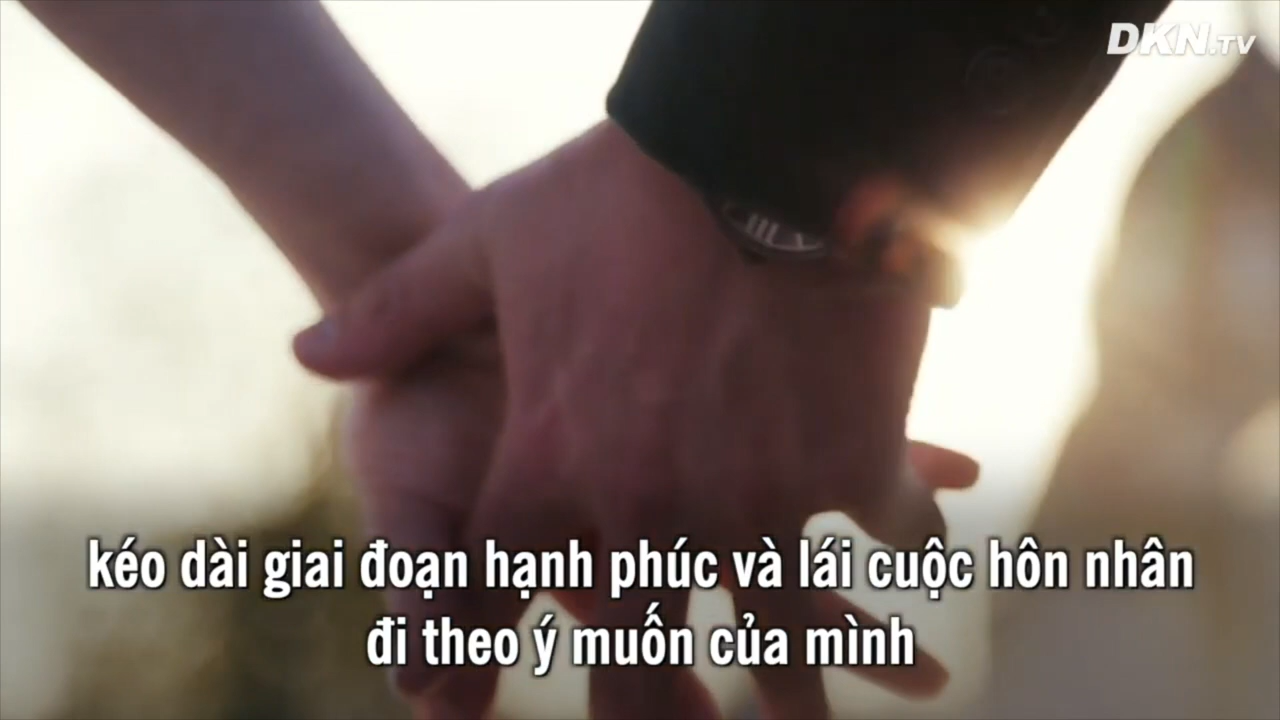 DKN.TV
kéo dài giai đoạn hạnh phúc và lái cuộc hôn nhân
đi theo ý muốn của mình